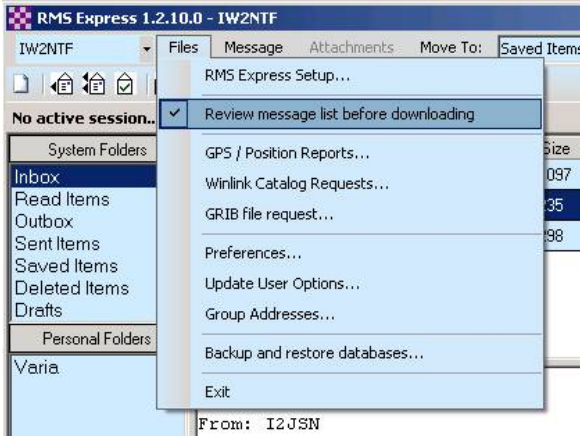 RMS Express 1.2.10.0 - IW2NTF
IW2NTF Files Message Attachments Move To: Saved Items
RMS Express Setup...
No active session..
Review message list before downloading
System Folders
Size
Inbox
Read Items
Outbox
Sent Items
Saved Items
Deleted Items
Drafts
GPS / Position Reports...
097
Winlink Catalog Requests...
35
GRIB file request...
298
Preferences...
Update User Options...
Group Addresses...
Personal Folders
Varia
Backup and restore databases...
Exit
From: I2JSN